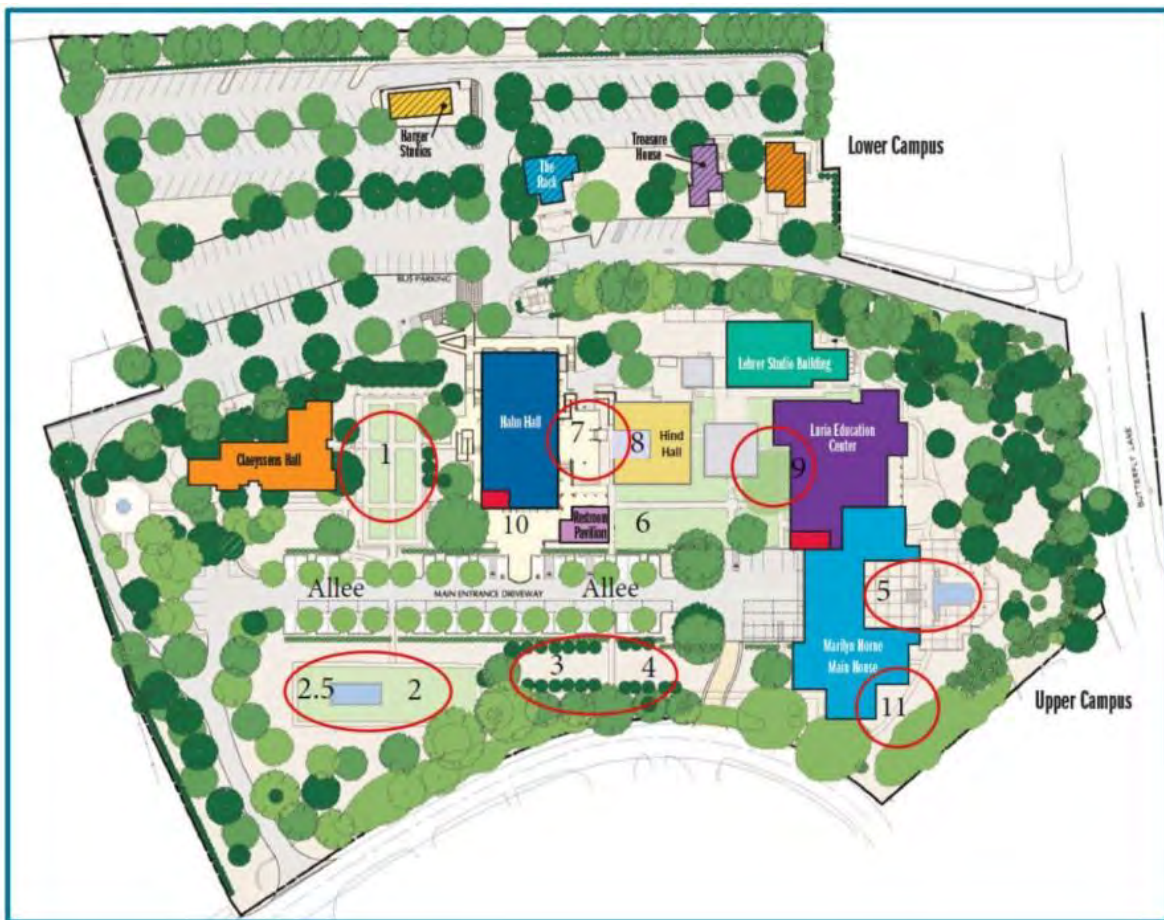 Harger
Studios
The
Rack
Treasure
House
Lower Campus
BUS PARKING
Lehrer Studio Building
Hahn Hall
Claeyssens Hall
1
7
8
Hind
Hall
9
Luria Education
Center
BUTTERFLY LANE
10
Restroom
Pavilion
6
Allee
MAIN ENTRANCE DRIVEWAY
Allee
5
Marilyn Horne
Main House
3
4
2.5
2
11
Upper Campus